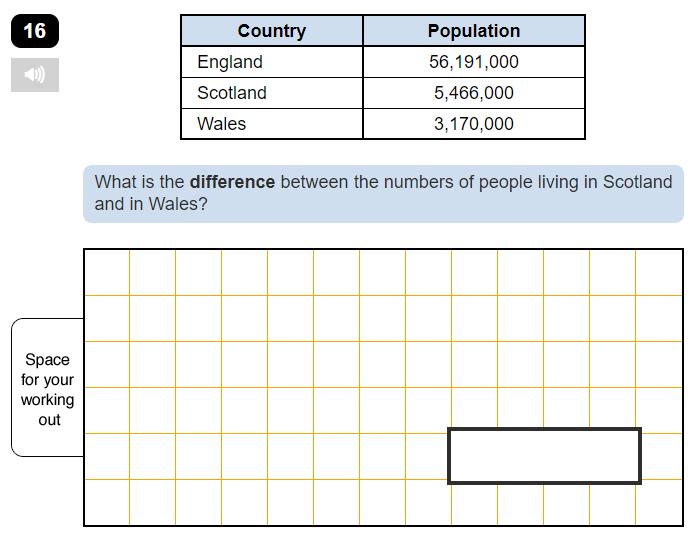 16
Country Population
England 56,191,000
Scotland 5,466,000
Wales 3,170,000
What is the difference between the numbers of people living in Scotland
and in Wales?
Space
for your
working
out